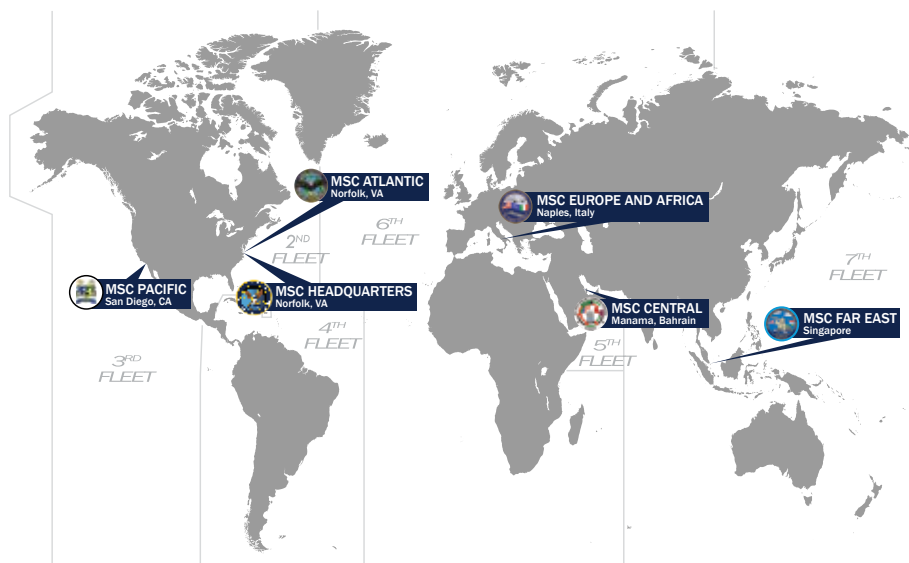 MSC ATLANTIC
Norfolk, VA
MSC EUROPE AND AFRICA
Naples, Italy
6TH
FLEET
2ND
FLEET
7TH
FLEET
MSC PACIFIC
San Diego, CA
MSC HEADQUARTERS
Norfolk, VA
MSC CENTRAL
Manama, Bahrain
MSC FAR EAST
Singapore
4TH
FLEET
5TH
FLEET
3RD
FLEET